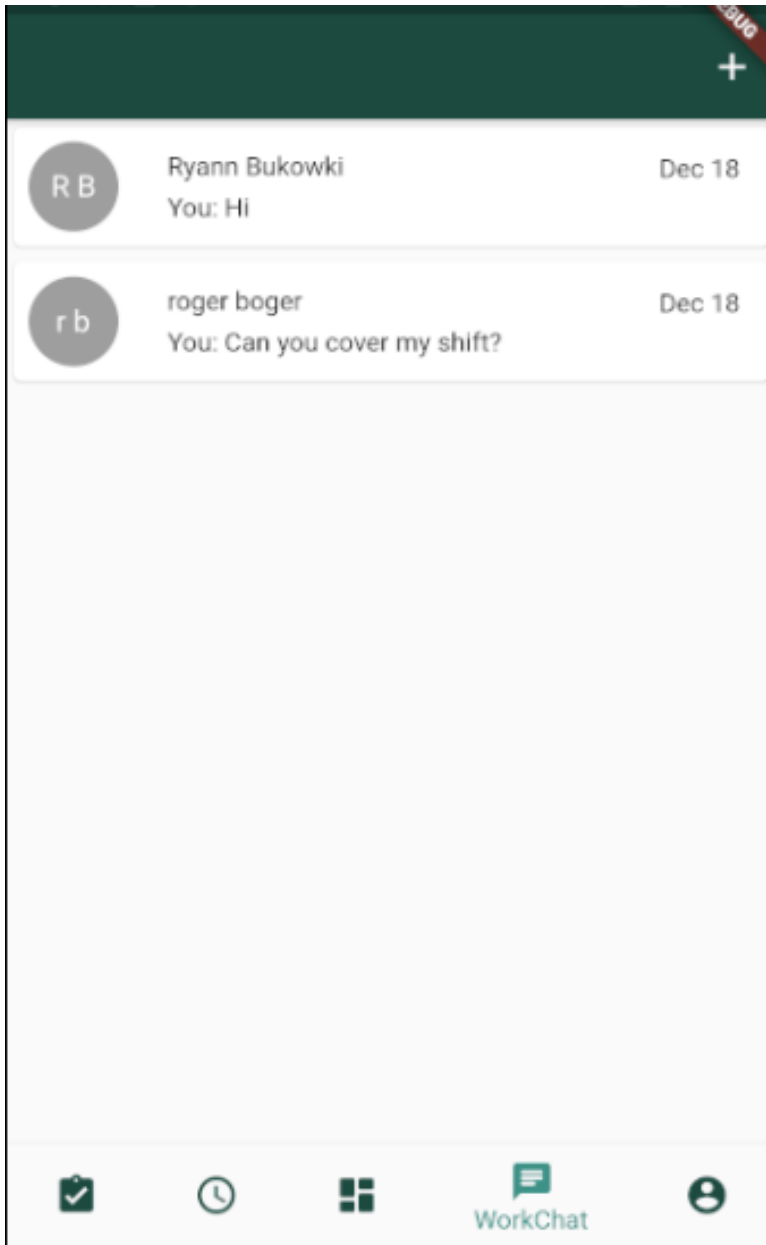 R B
Ryann Bukowki
Dec 18
You: Hi
r b
roger boger
Dec 18
You: Can you cover my shift?
WorkChat